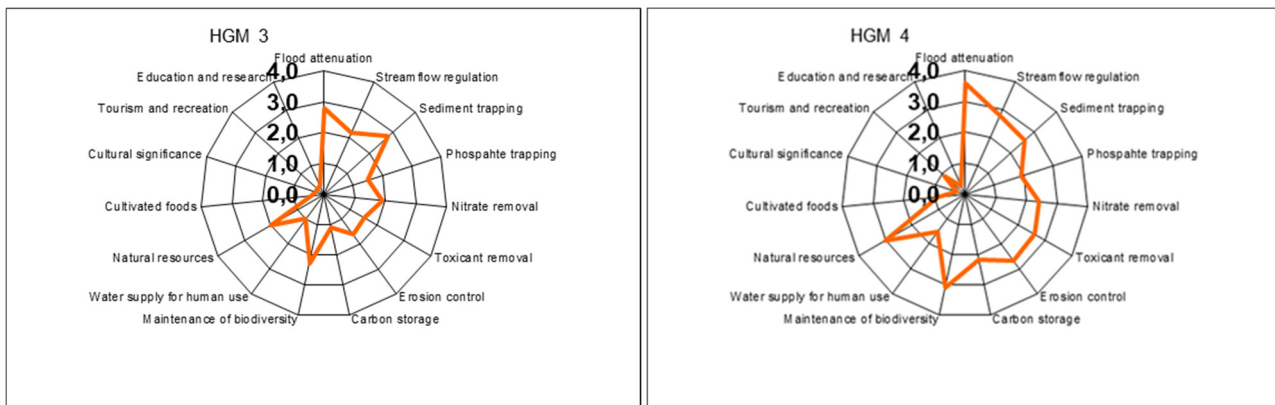 HGM 3
Flood attenuation
4,0
Education and research
Streamflow regulation
3,0
Tourism and recreation
Sediment trapping
2,0
Cultural significance
Phospahte trapping
1,0
0,0
Cultivated foods
Nitrate removal
Natural resources
Toxicant removal
Water supply for human use
Erosion control
Maintenance of biodiversity
Carbon storage
HGM 4
Flood attenuation
4,0
Education and research
Streamflow regulation
3,0
Tourism and recreation
Sediment trapping
2,0
Cultural significance
Phospahte trapping
1,0
0,0
Cultivated foods
Nitrate removal
Natural resources
Toxicant removal
Water supply for human use
Erosion control
Maintenance of biodiversity
Carbon storage